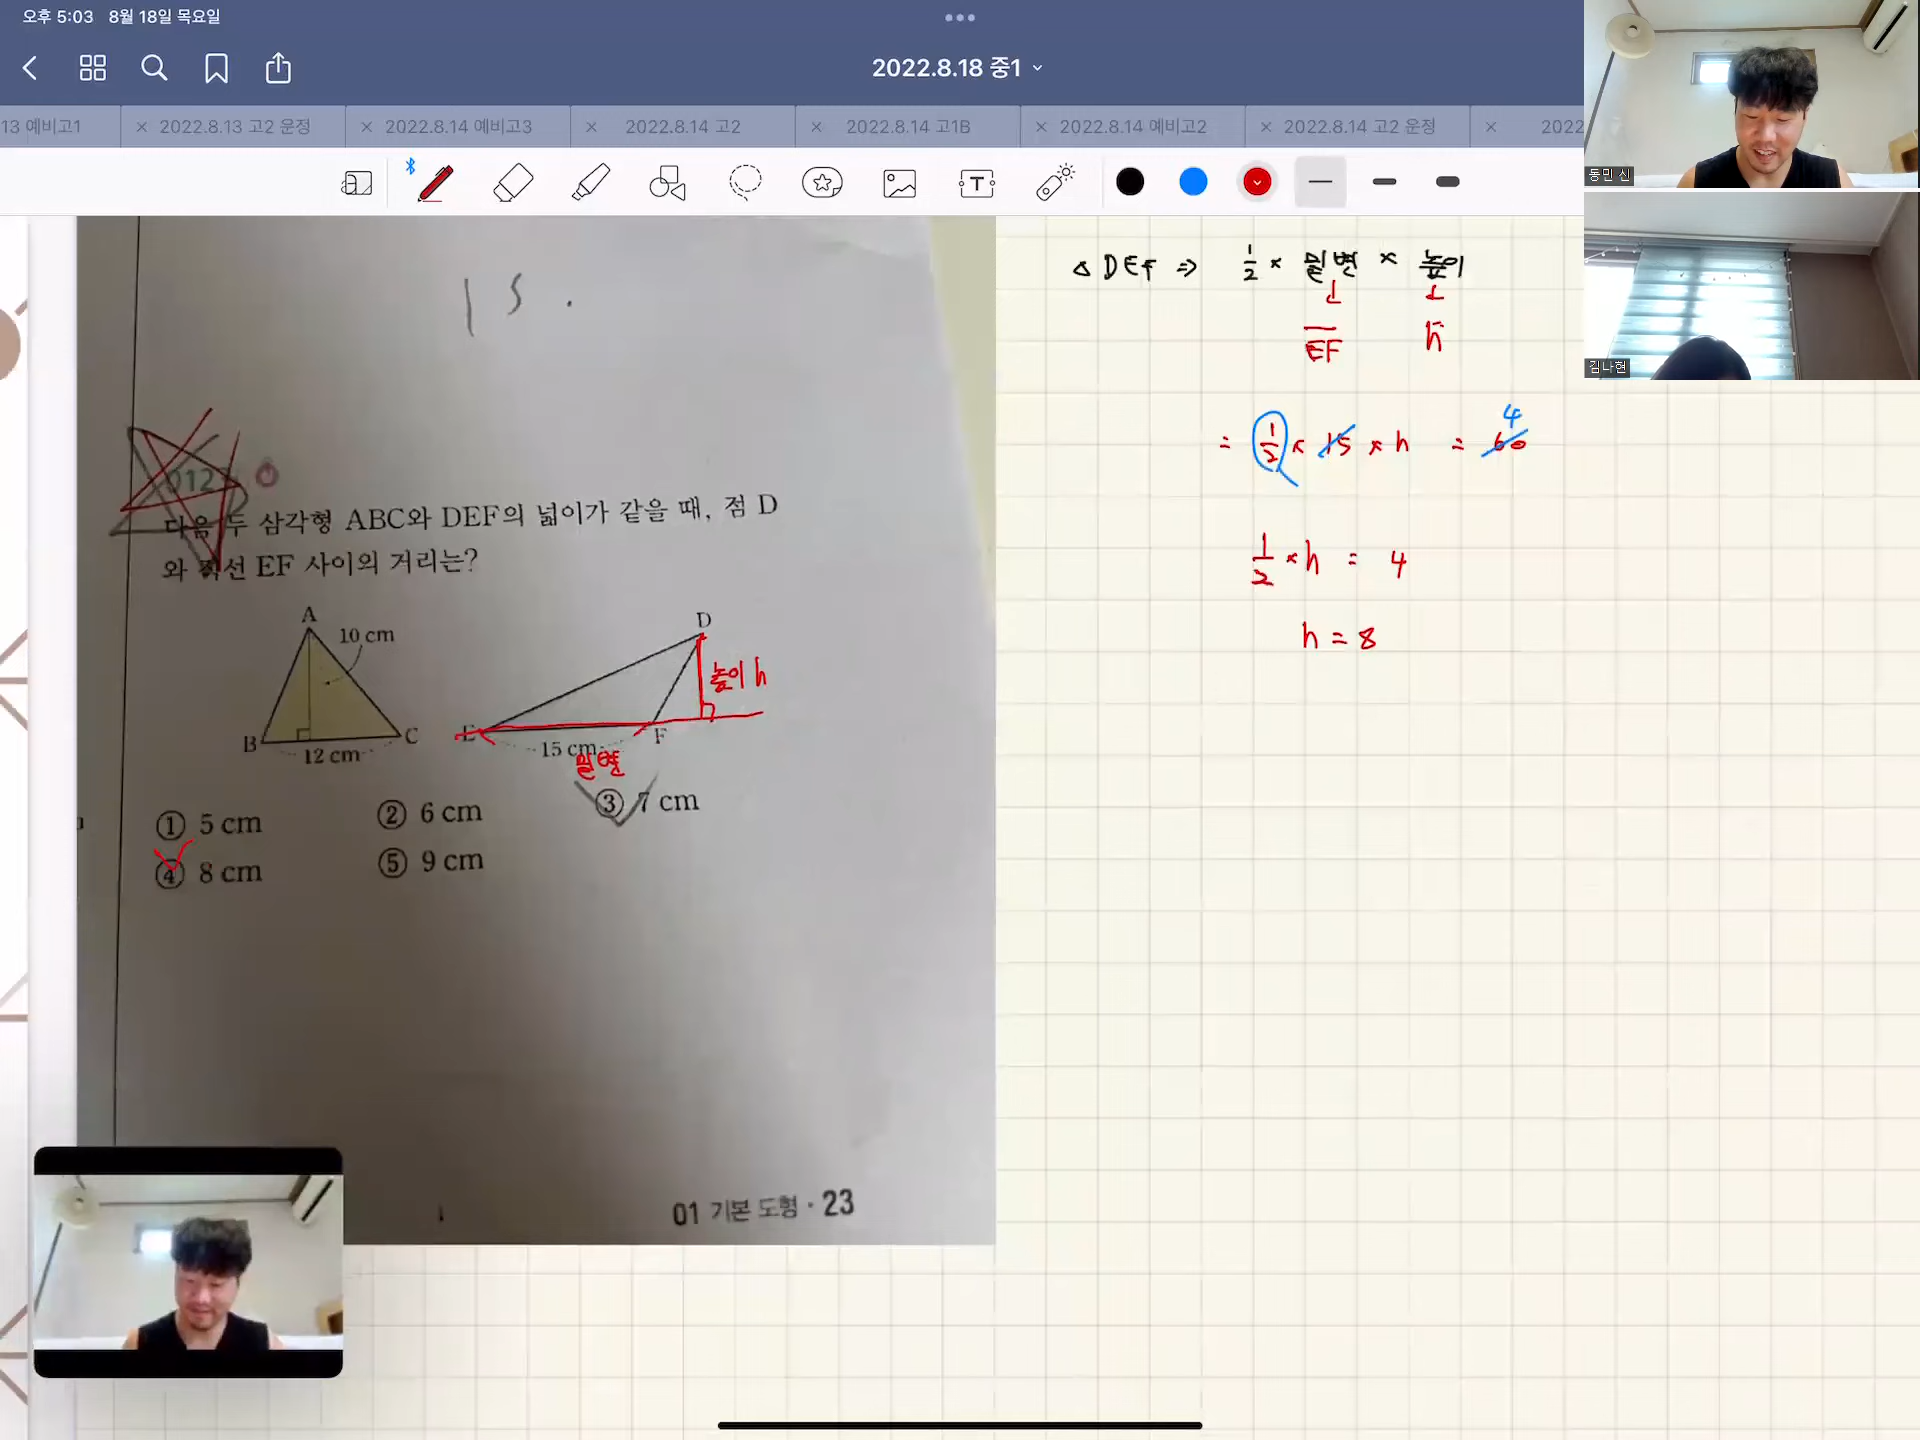 오후 5:03 8월 18일 목요일
2022.8.18 중1
13 예비고1
2022.8.13 고2 운정
2022.8.14 예비고3
2022.8.14 고2
2022.8.14 고1B
2022.8.14 예비고2
2022.8.14 고2 운정
2022
동민 신
김나현
15.
012
다음 두 삼각형 ABC와 DEF의 넓이가 같을 때, 점 D
와 직선 EF 사이의 거리는?
A
10 cm
B
C
12 cm
D
높이 h
E
F
15 cm
밑변
① 5 cm ② 6 cm ③ 7 cm
④ 8 cm ⑤ 9 cm
01 기본 도형 · 23
△DEF ⇒ 1/2 × 밑변 × 높이
↓ ↓
EF h
= 1/2 × 15 × h = 60
4
1/2 × h = 4
h = 8